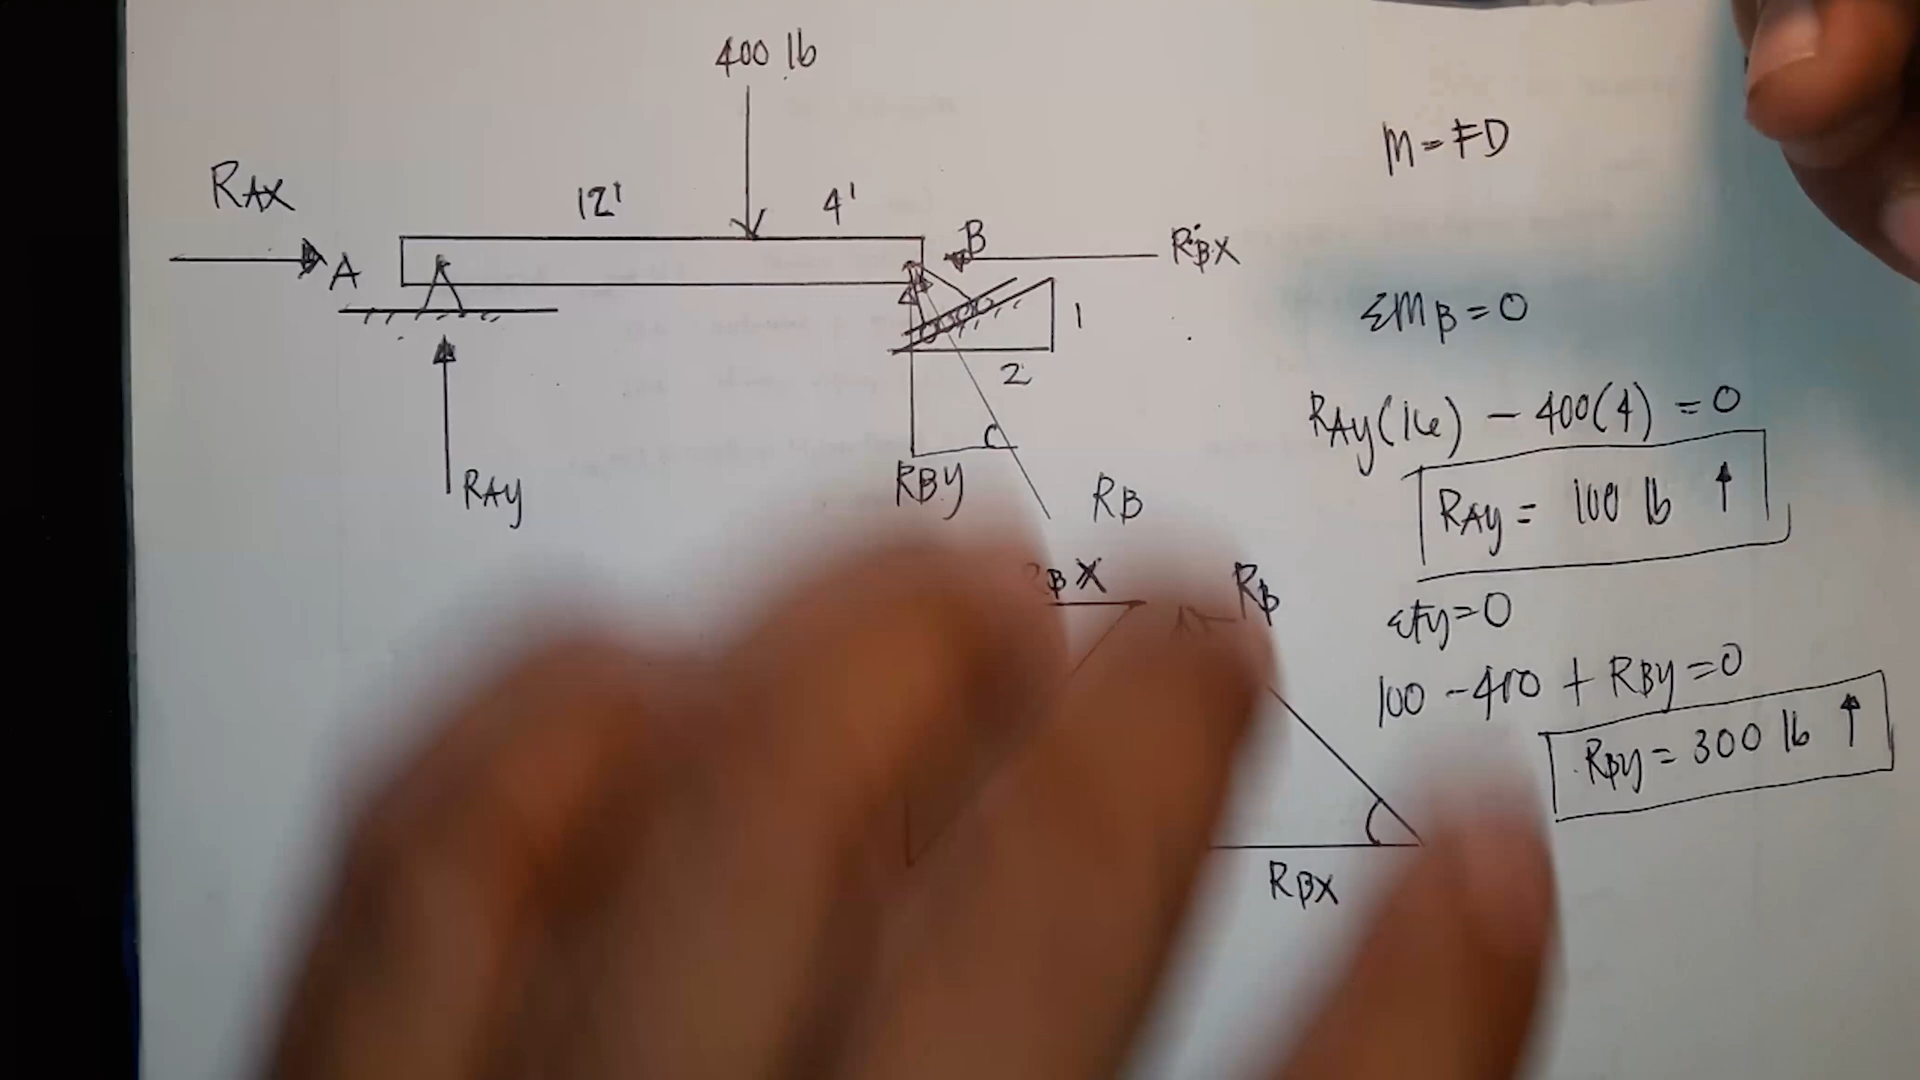 400 lb
RAX
12'
4'
A
B
RBX
1
2
RAy
RBy
RB
BX
RB
RBX
M=FD
ΣMB=0
RAy(16) - 400(4) = 0
RAy = 100 lb ↑
Σfy=0
100 - 400 + RBy = 0
RBy = 300 lb ↑